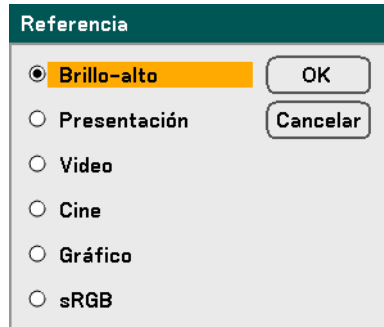 Referencia
Brillo-alto OK
Presentación Cancelar
Video
Cine
Gráfico
sRGB